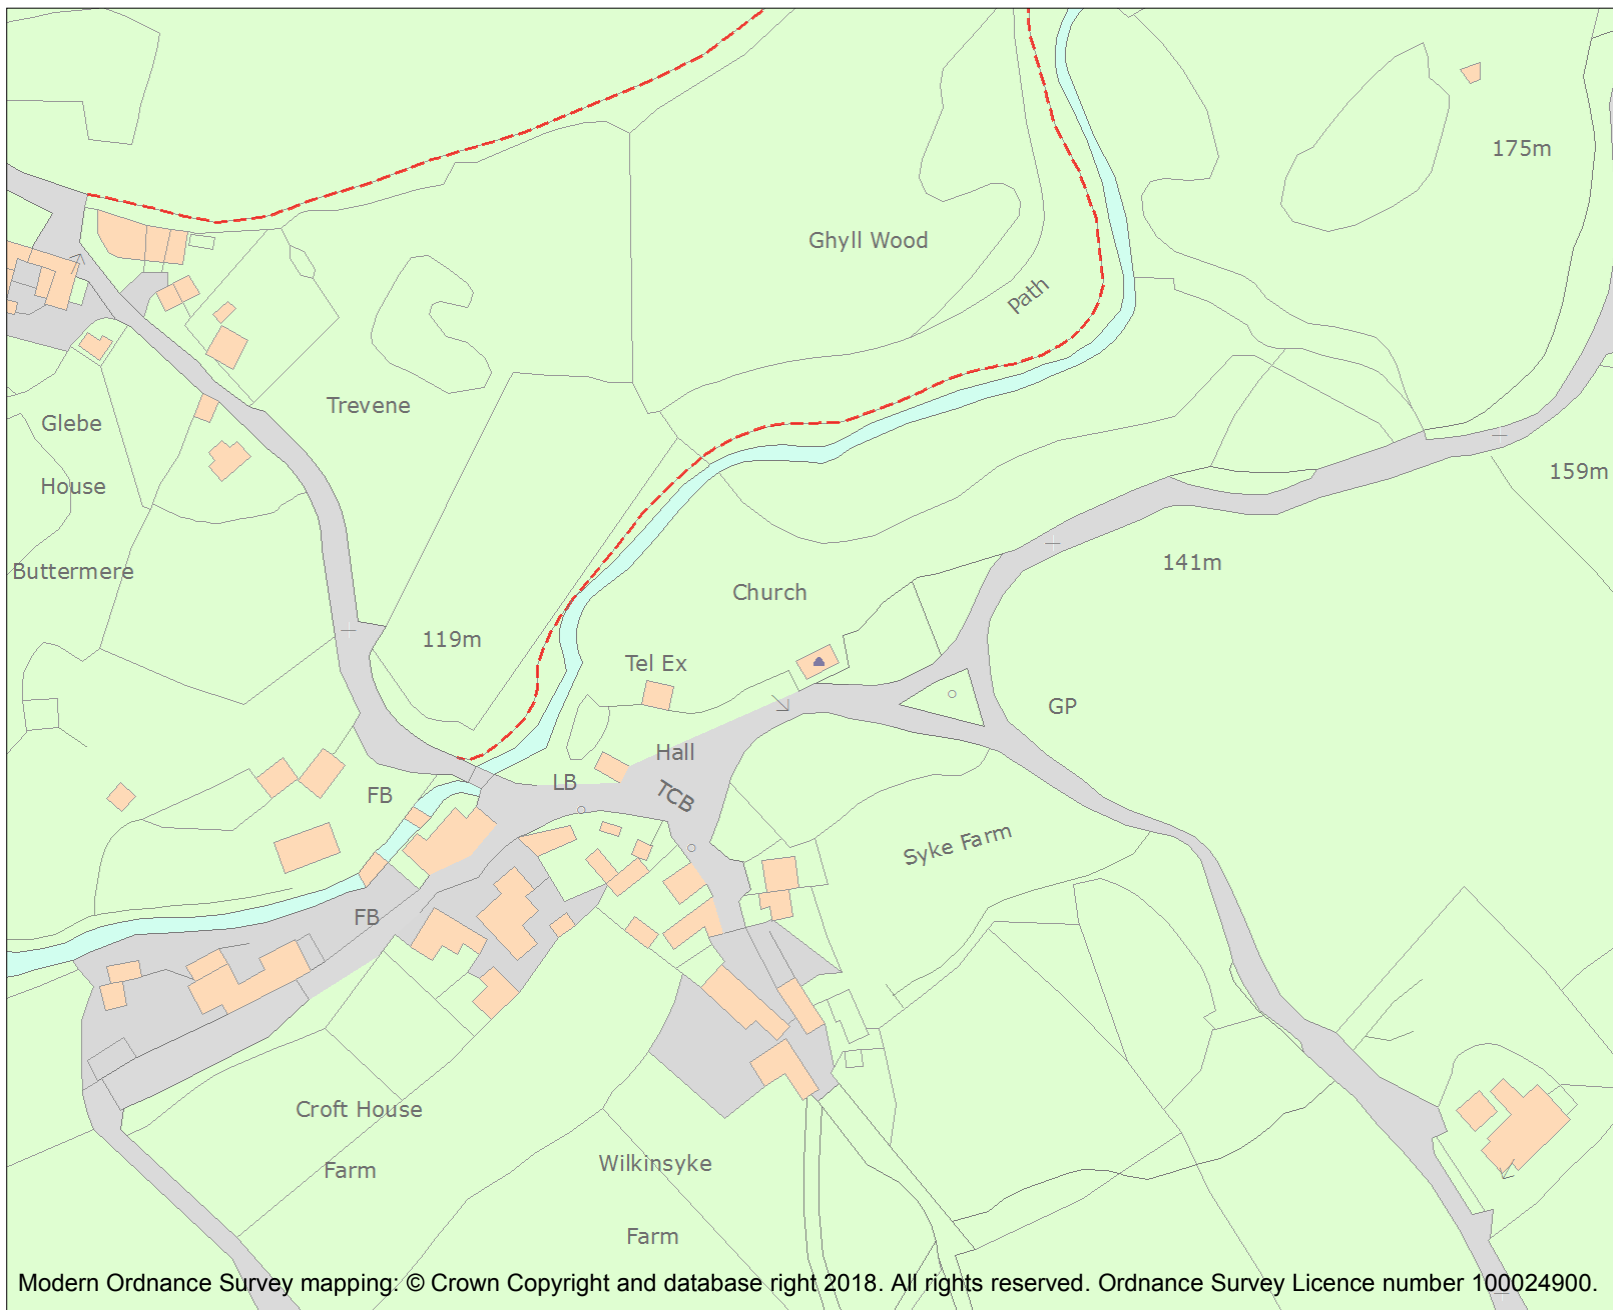 175m
Ghyll Wood
Path
Trevene
Glebe
House
159m
Buttermere
141m
Church
119m
Tel Ex
GP
Hall
LB
FB
TCB
Syke Farm
FB
Croft House
Farm
Wilkinsyke
Farm
Modern Ordnance Survey mapping: © Crown Copyright and database right 2018. All rights reserved. Ordnance Survey Licence number 100024900.